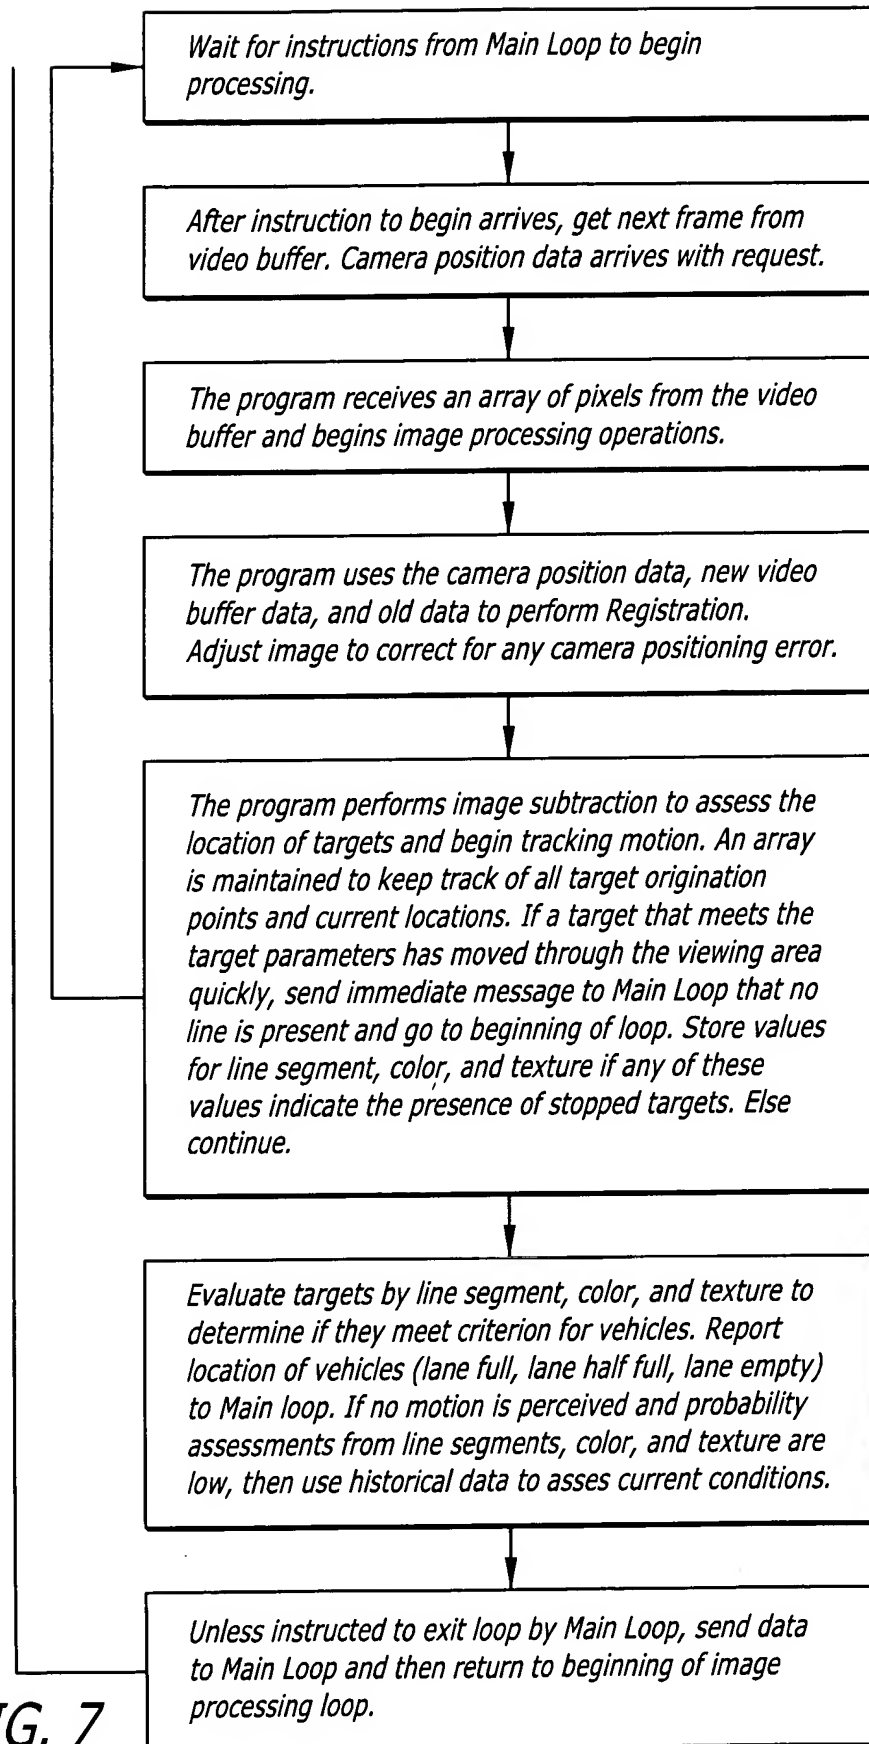 Wait for instructions from Main Loop to begin
processing.
After instruction to begin arrives, get next frame from
video buffer. Camera position data arrives with request.
The program receives an array of pixels from the video
buffer and begins image processing operations.
The program uses the camera position data, new video
buffer data, and old data to perform Registration.
Adjust image to correct for any camera positioning error.
The program performs image subtraction to assess the
location of targets and begin tracking motion. An array
is maintained to keep track of all target origination
points and current locations. If a target that meets the
target parameters has moved through the viewing area
quickly, send immediate message to Main Loop that no
line is present and go to beginning of loop. Store values
for line segment, color, and texture if any of these
values indicate the presence of stopped targets. Else
continue.
Evaluate targets by line segment, color, and texture to
determine if they meet criterion for vehicles. Report
location of vehicles (lane full, lane half full, lane empty)
to Main loop. If no motion is perceived and probability
assessments from line segments, color, and texture are
low, then use historical data to asses current conditions.
Unless instructed to exit loop by Main Loop, send data
to Main Loop and then return to beginning of image
processing loop.
IG. 7